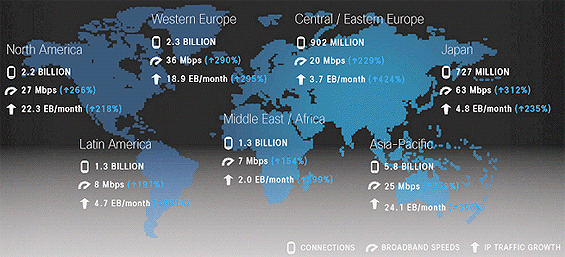 Western Europe
2.3 BILLION
36 Mbps (↑290%)
18.9 EB/month (↑295%)
Central / Eastern Europe
902 MILLION
20 Mbps (↑229%)
3.7 EB/month (↑424%)
North America
2.2 BILLION
27 Mbps (↑266%)
22.3 EB/month (↑218%)
Japan
727 MILLION
63 Mbps (↑312%)
4.8 EB/month (↑235%)
Latin America
1.3 BILLION
8 Mbps
4.7 EB/month
Middle East / Africa
1.3 BILLION
7 Mbps (↑154%)
2.0 EB/month
Asia-Pacific
5.8 BILLION
25 Mbps
24.1 EB/month
CONNECTIONS
BROADBAND SPEEDS
IP TRAFFIC GROWTH